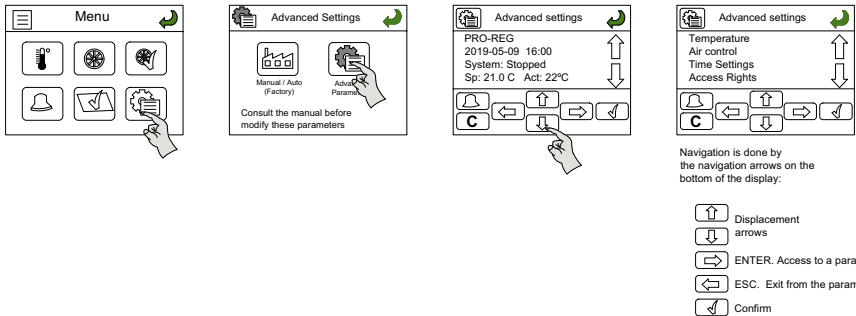 Menu
Advanced Settings
Manual / Auto
(Factory)
Consult the manual before
modify these parameters
Advanced settings
PRO-REG
2019-05-09 16:00
System: Stopped
Sp: 21.0 C Act: 22ºC
C
Advanced settings
Temperature
Air control
Time Settings
Access Rights
C
Navigation is done by
the navigation arrows on the
bottom of the display:
Displacement
arrows
ENTER. Access to a para
ESC. Exit from the param
Confirm